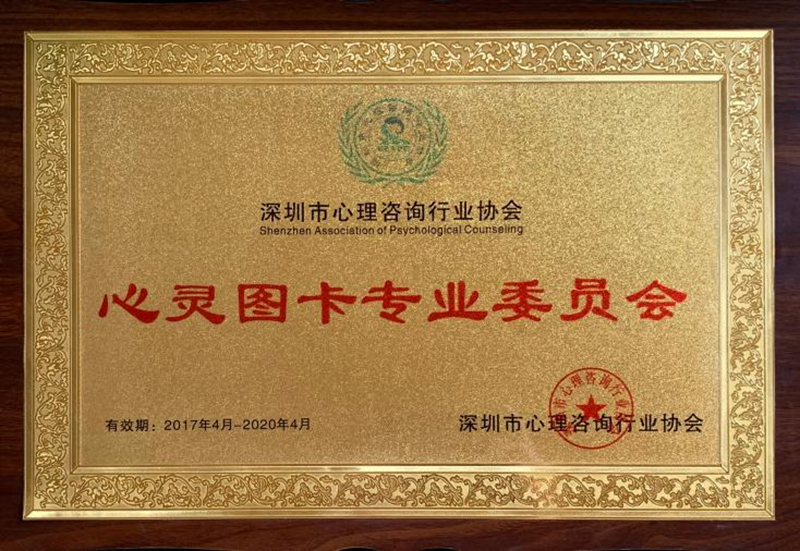 深圳市心理咨询行业协会
Shenzhen Association of Psychological Counseling
心灵图卡专业委员会
有效期：2017年4月-2020年4月
深圳市心理咨询行业协会